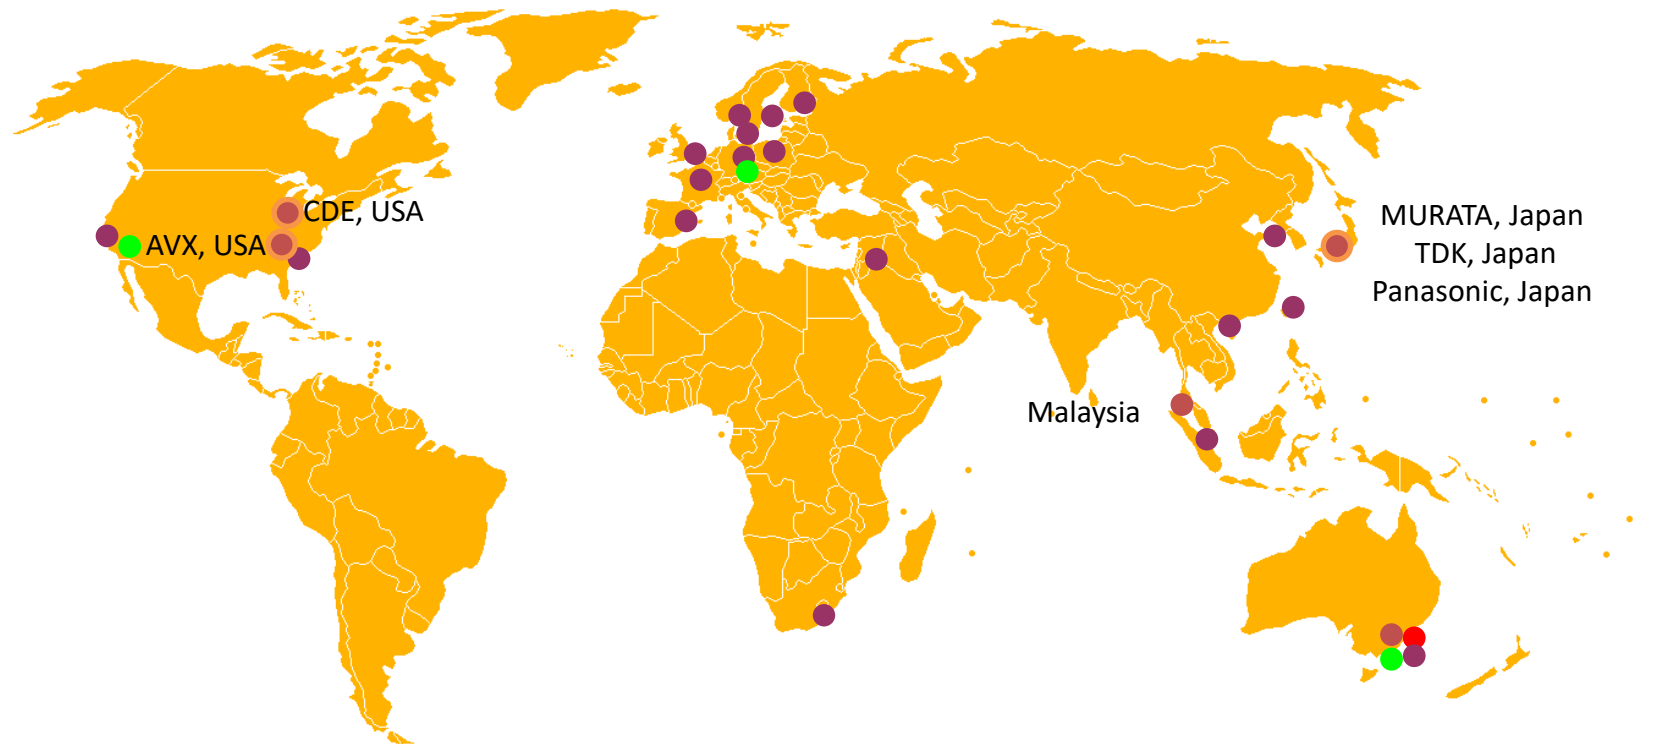 CDE, USA
AVX, USA
MURATA, Japan
TDK, Japan
Panasonic, Japan
Malaysia